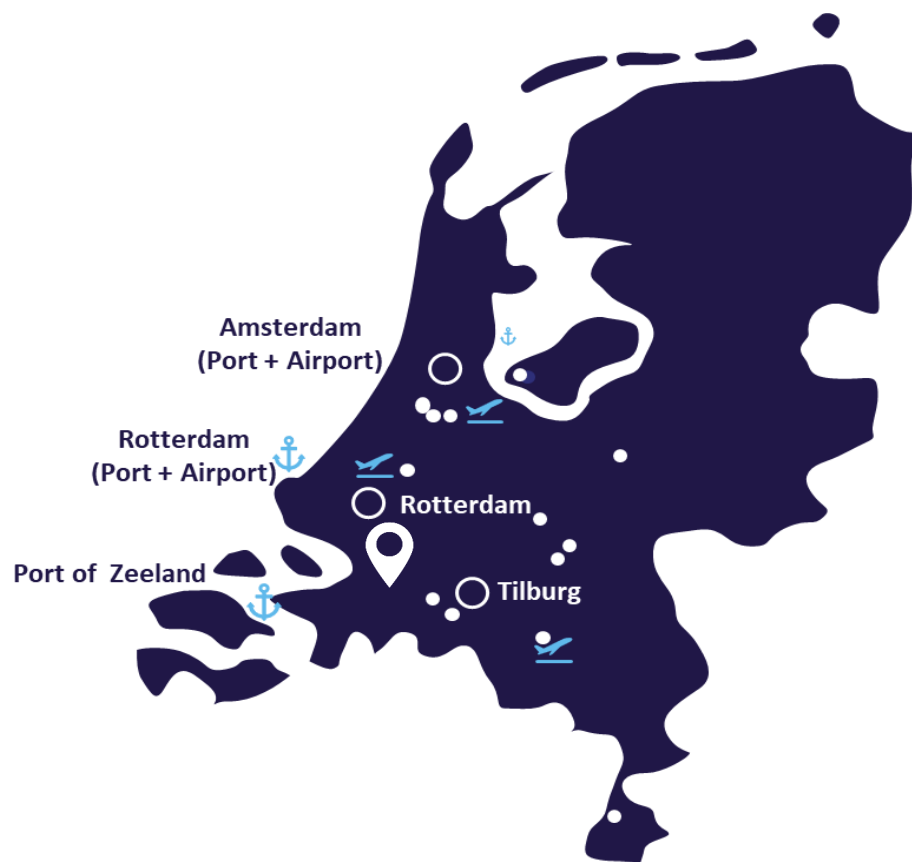 Amsterdam
(Port + Airport)
Rotterdam
(Port + Airport)
Rotterdam
Port of Zeeland
Tilburg